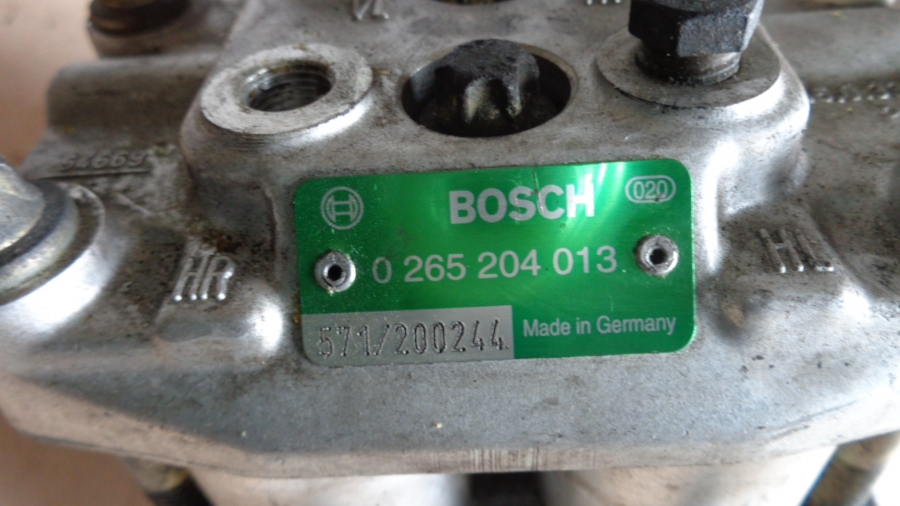 BOSCH 020
0 265 204 013
571/200244
Made in Germany
HR
HL